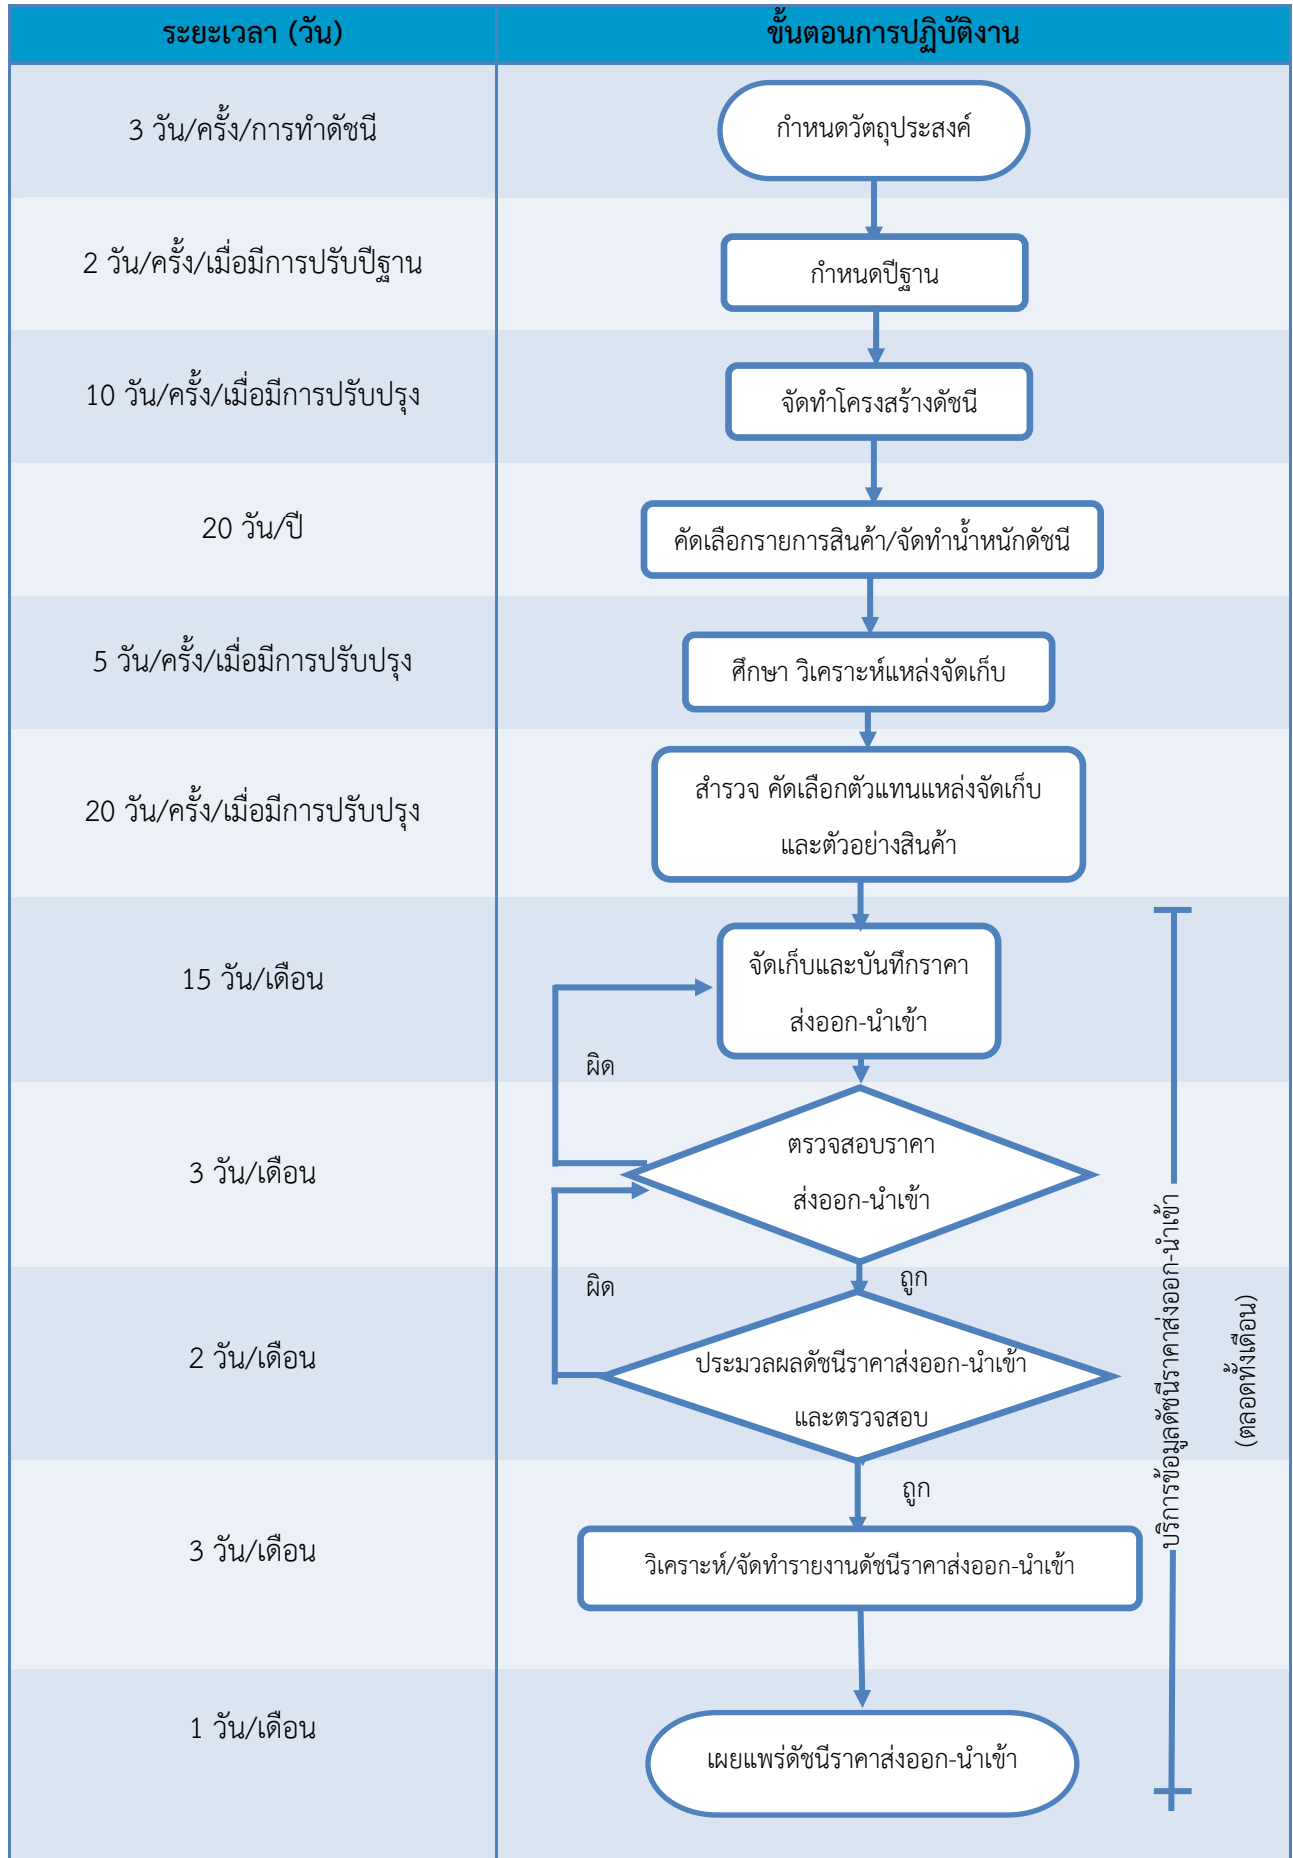 ระยะเวลา (วัน)
ขั้นตอนการปฏิบัติงาน
3 วัน/ครั้ง/การทำดัชนี
กำหนดวัตถุประสงค์
2 วัน/ครั้ง/เมื่อมีการปรับปีฐาน
กำหนดปีฐาน
10 วัน/ครั้ง/เมื่อมีการปรับปรุง
จัดทำโครงสร้างดัชนี
20 วัน/ปี
คัดเลือกรายการสินค้า/จัดทำน้ำหนักดัชนี
5 วัน/ครั้ง/เมื่อมีการปรับปรุง
ศึกษา วิเคราะห์แหล่งจัดเก็บ
20 วัน/ครั้ง/เมื่อมีการปรับปรุง
สำรวจ คัดเลือกตัวแทนแหล่งจัดเก็บ
และตัวอย่างสินค้า
15 วัน/เดือน
จัดเก็บและบันทึกราคา
ส่งออก-นำเข้า
ผิด
3 วัน/เดือน
ตรวจสอบราคา
ส่งออก-นำเข้า
ถูก
ผิด
2 วัน/เดือน
ประมวลผลดัชนีราคาส่งออก-นำเข้า
และตรวจสอบ
ถูก
3 วัน/เดือน
วิเคราะห์/จัดทำรายงานดัชนีราคาส่งออก-นำเข้า
1 วัน/เดือน
เผยแพร่ดัชนีราคาส่งออก-นำเข้า
บริการข้อมูลดัชนีราคาส่งออก-นำเข้า
(ตลอดทั้งเดือน)